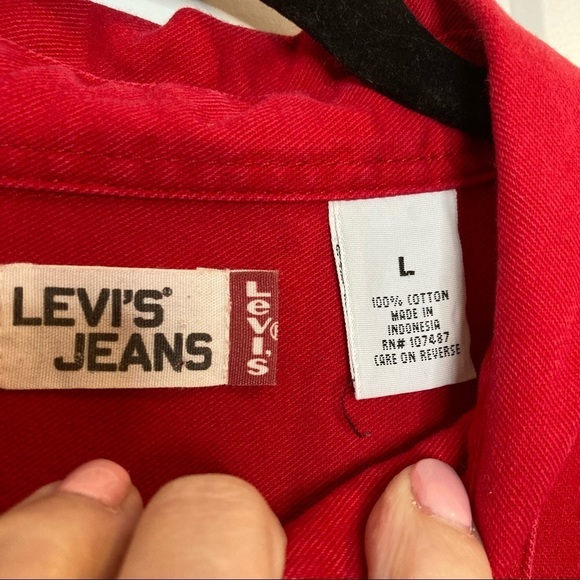 LEVI'S®
JEANS
Levi's®
L
100% COTTON
MADE IN
INDONESIA
RN# 107487
CARE ON REVERSE